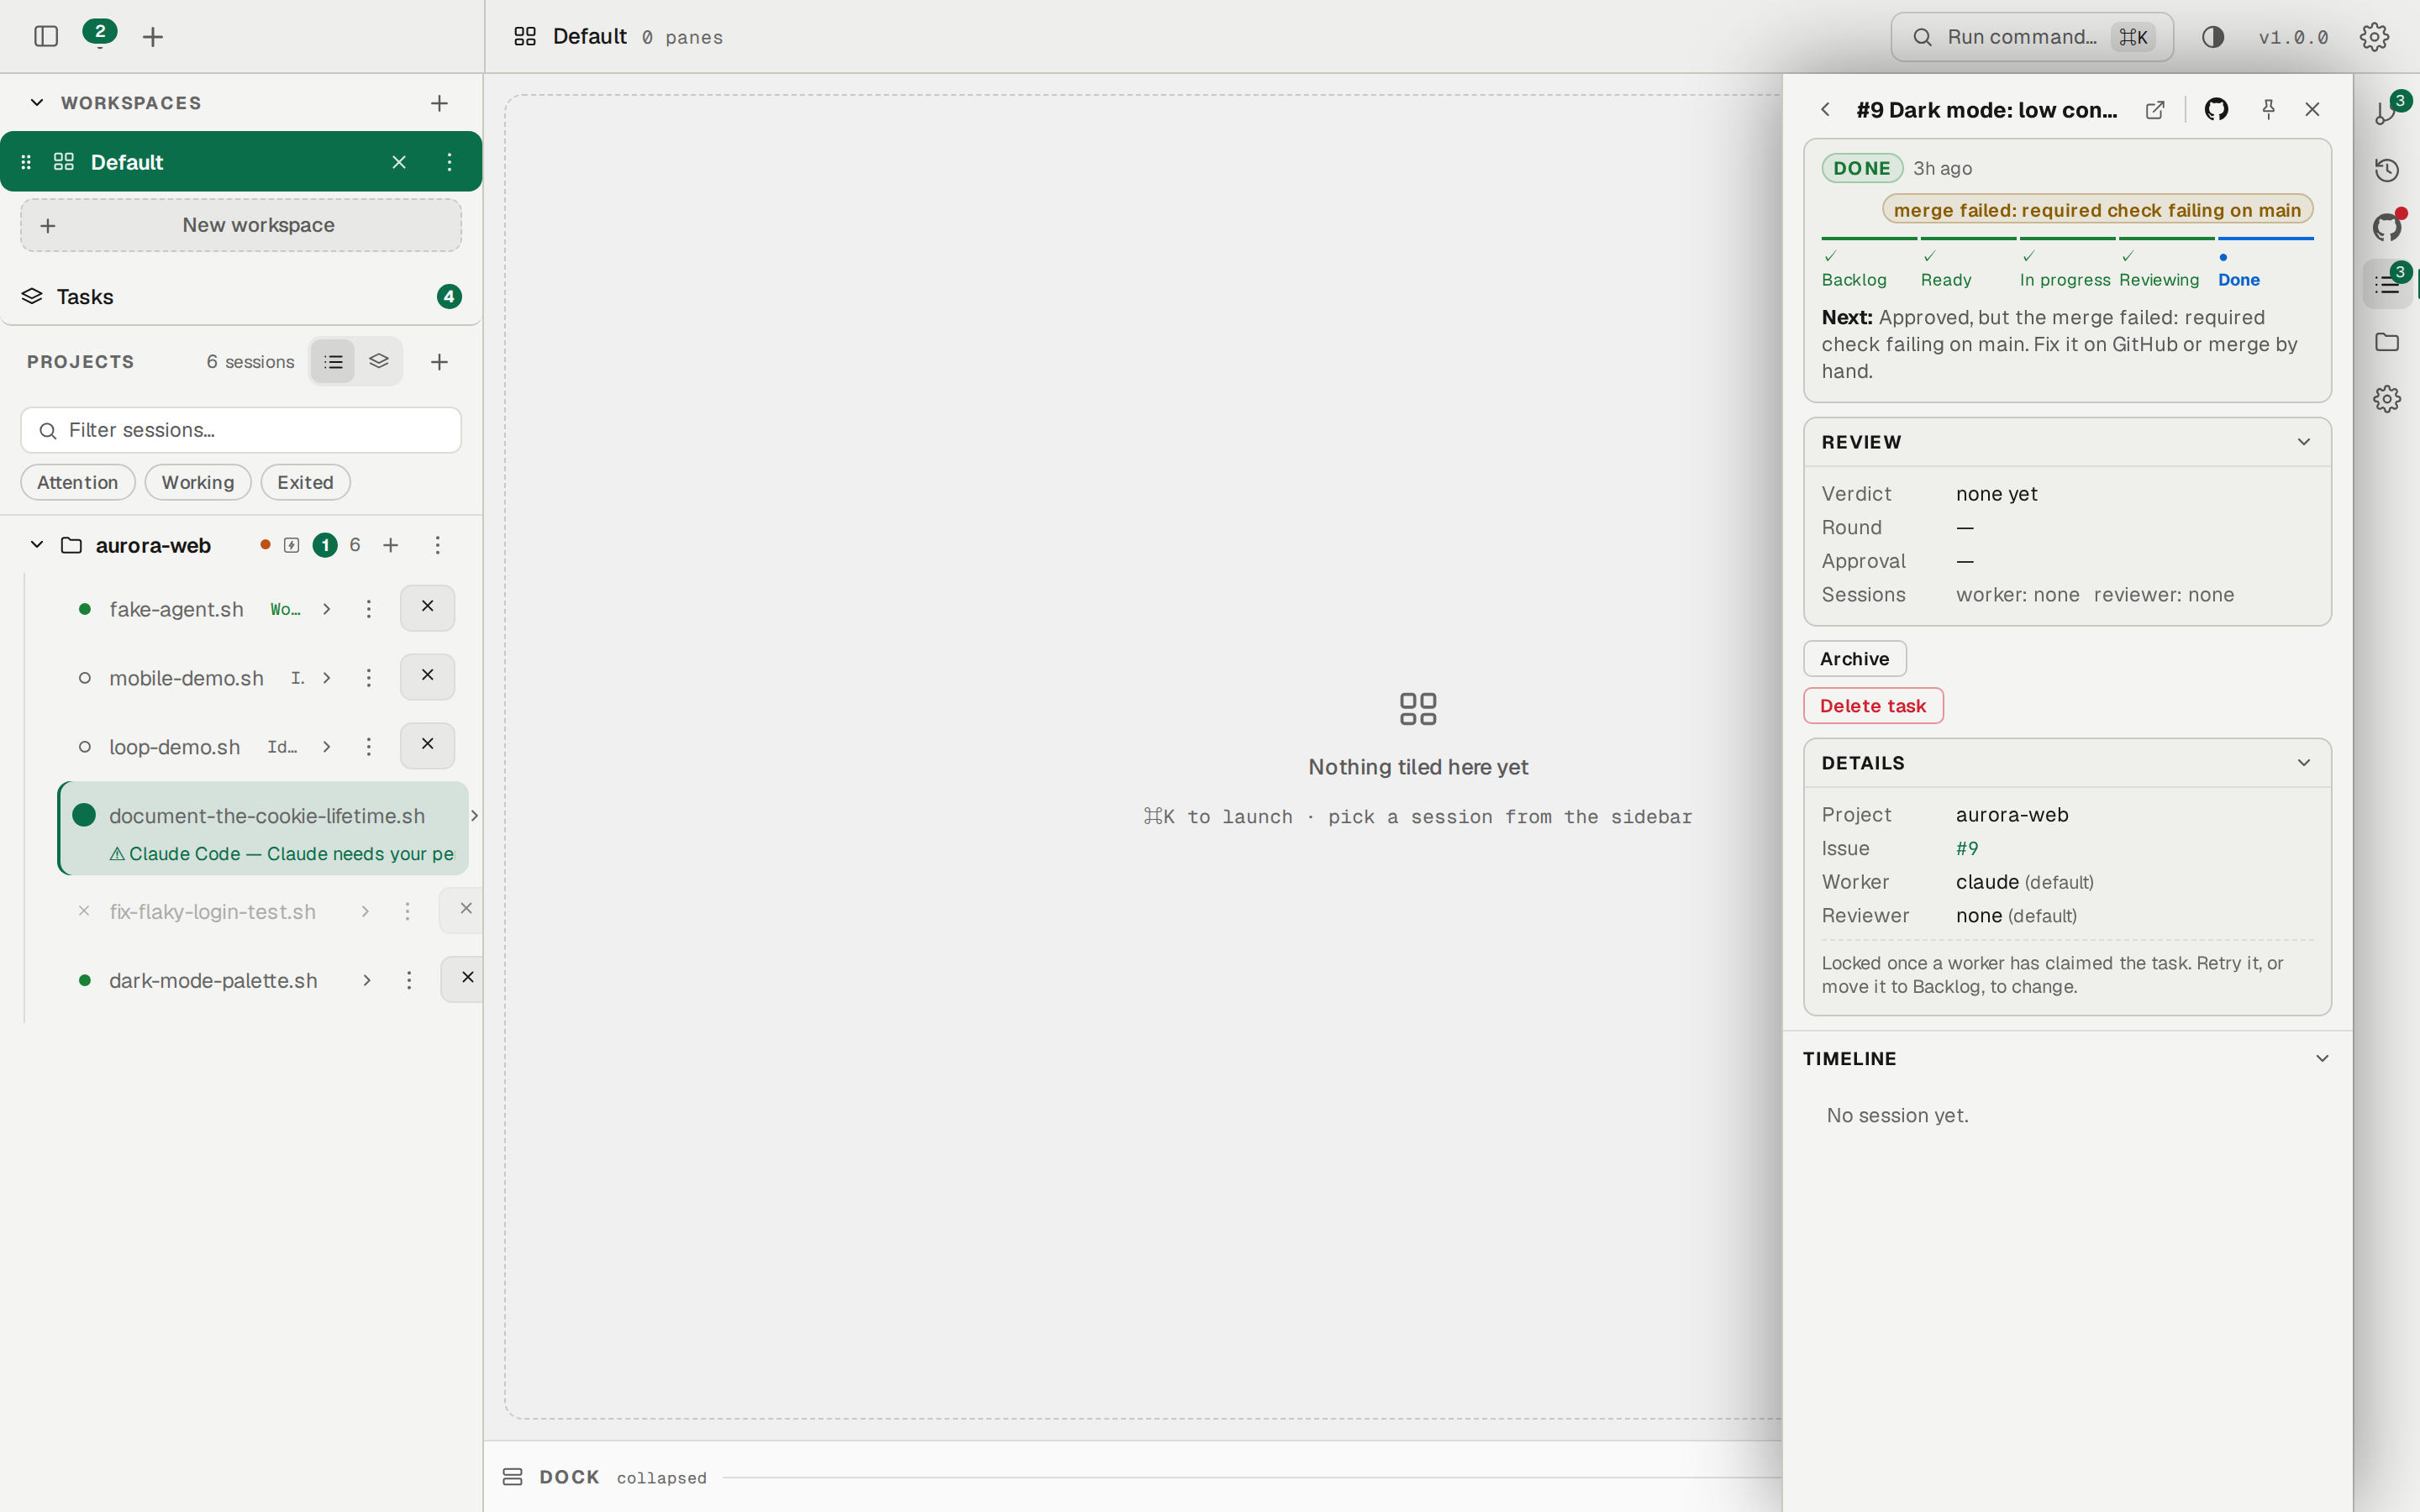 2
Default 0 panes
Run command... ⌘K
v1.0.0
WORKSPACES
Default
New workspace
Tasks 4
PROJECTS 6 sessions
Filter sessions...
Attention Working Exited
aurora-web 1 6
fake-agent.sh Wo...
mobile-demo.sh I.
loop-demo.sh Id...
document-the-cookie-lifetime.sh
⚠ Claude Code — Claude needs your pe
fix-flaky-login-test.sh
dark-mode-palette.sh
Nothing tiled here yet
⌘K to launch · pick a session from the sidebar
DOCK collapsed
#9 Dark mode: low con...
DONE 3h ago
merge failed: required check failing on main
✓ ✓ ✓ ✓
Backlog Ready In progress Reviewing Done
Next: Approved, but the merge failed: required
check failing on main. Fix it on GitHub or merge by
hand.
REVIEW
Verdict none yet
Round —
Approval —
Sessions worker: none reviewer: none
Archive
Delete task
DETAILS
Project aurora-web
Issue #9
Worker claude (default)
Reviewer none (default)
Locked once a worker has claimed the task. Retry it, or
move it to Backlog, to change.
TIMELINE
No session yet.
3
3